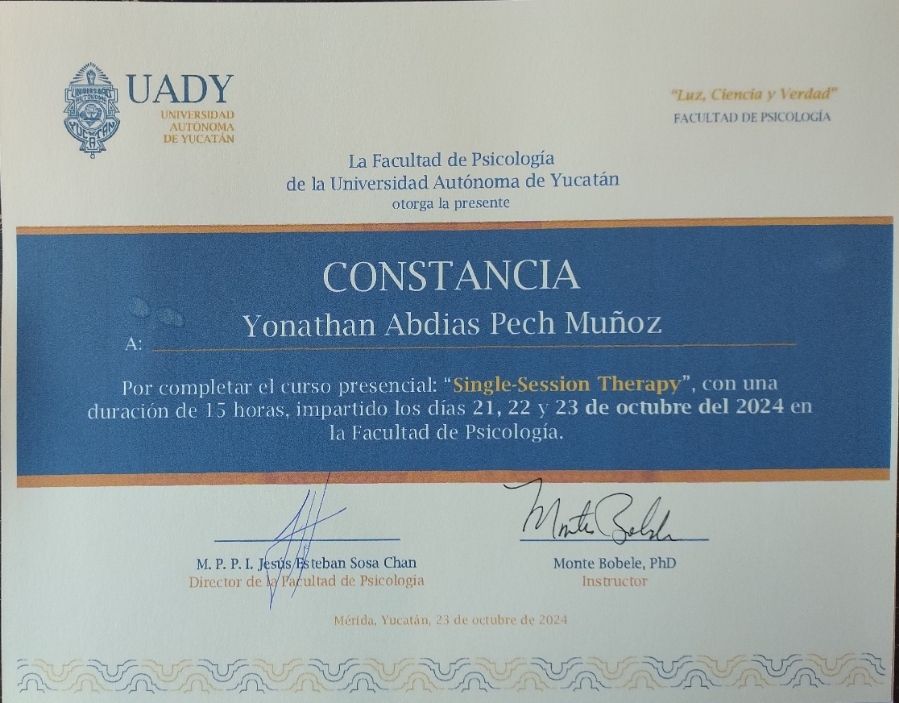 UADY
UNIVERSIDAD
AUTÓNOMA
DE YUCATÁN
"Luz, Ciencia y Verdad"
FACULTAD DE PSICOLOGÍA
La Facultad de Psicología
de la Universidad Autónoma de Yucatán
otorga la presente
CONSTANCIA
A: Yonathan Abdias Pech Muñoz
Por completar el curso presencial: "Single-Session Therapy", con una
duración de 15 horas, impartido los días 21, 22 y 23 de octubre del 2024 en
la Facultad de Psicología.
Monte Bobele
M. P. P. I. Jesús Esteban Sosa Chan
Director de la Facultad de Psicología
Monte Bobele, PhD
Instructor
Mérida, Yucatán, 23 de octubre de 2024